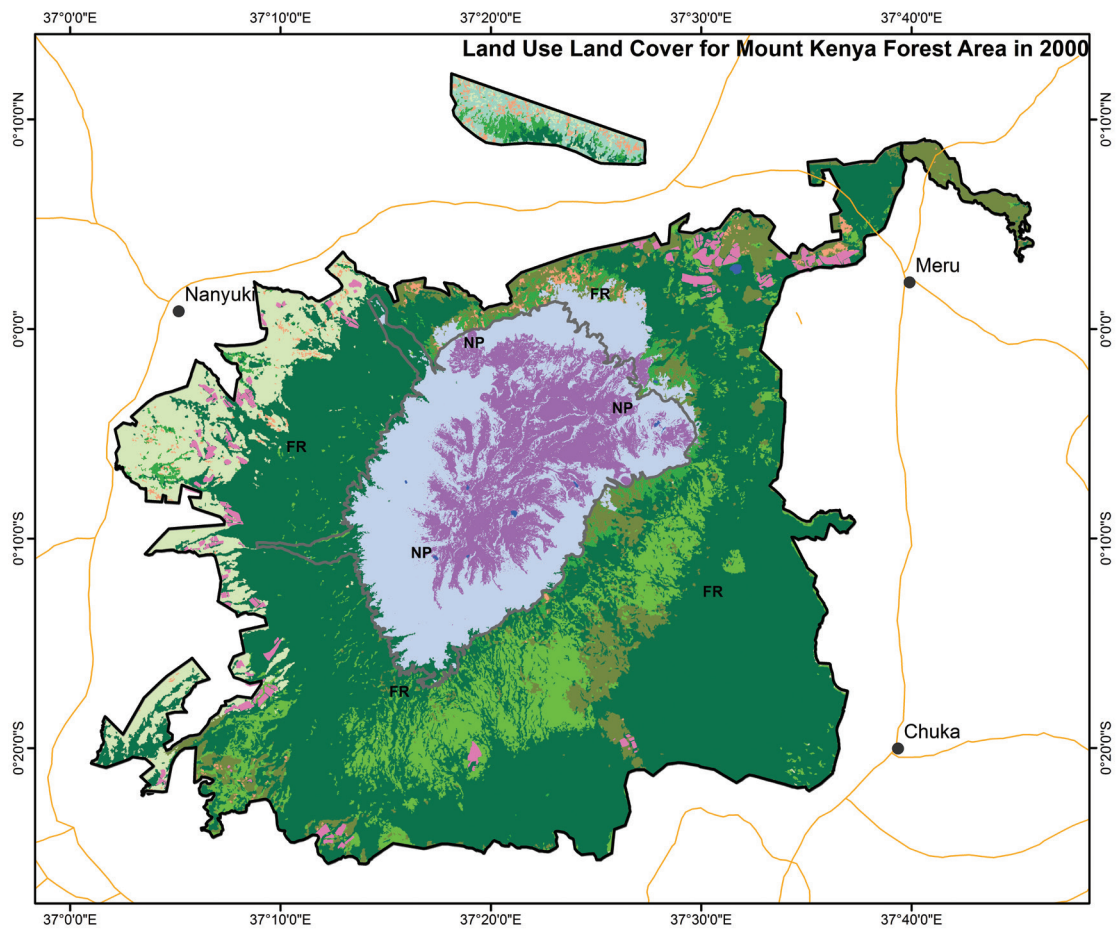 37°0'0"E 37°10'0"E 37°20'0"E 37°30'0"E 37°40'0"E
Land Use Land Cover for Mount Kenya Forest Area in 2000
0°10'0"N 0°10'0"N
Meru
Nanyuki FR
0°0'0" 0°0'0"
NP
NP
FR
0°10'0"S NP 0°10'0"S
FR
FR
Chuka
0°20'0"S 0°20'0"S
37°0'0"E 37°10'0"E 37°20'0"E 37°30'0"E 37°40'0"E